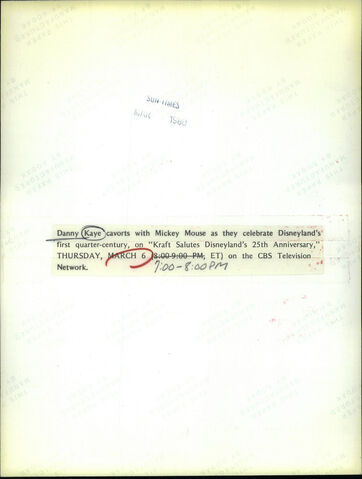 SUN-TIMES
1980
Danny Kaye cavorts with Mickey Mouse as they celebrate Disneyland's
first quarter-century, on "Kraft Salutes Disneyland's 25th Anniversary,"
THURSDAY, MARCH 6 (8:00-9:00 PM, ET) on the CBS Television
Network.
7:00-8:00PM